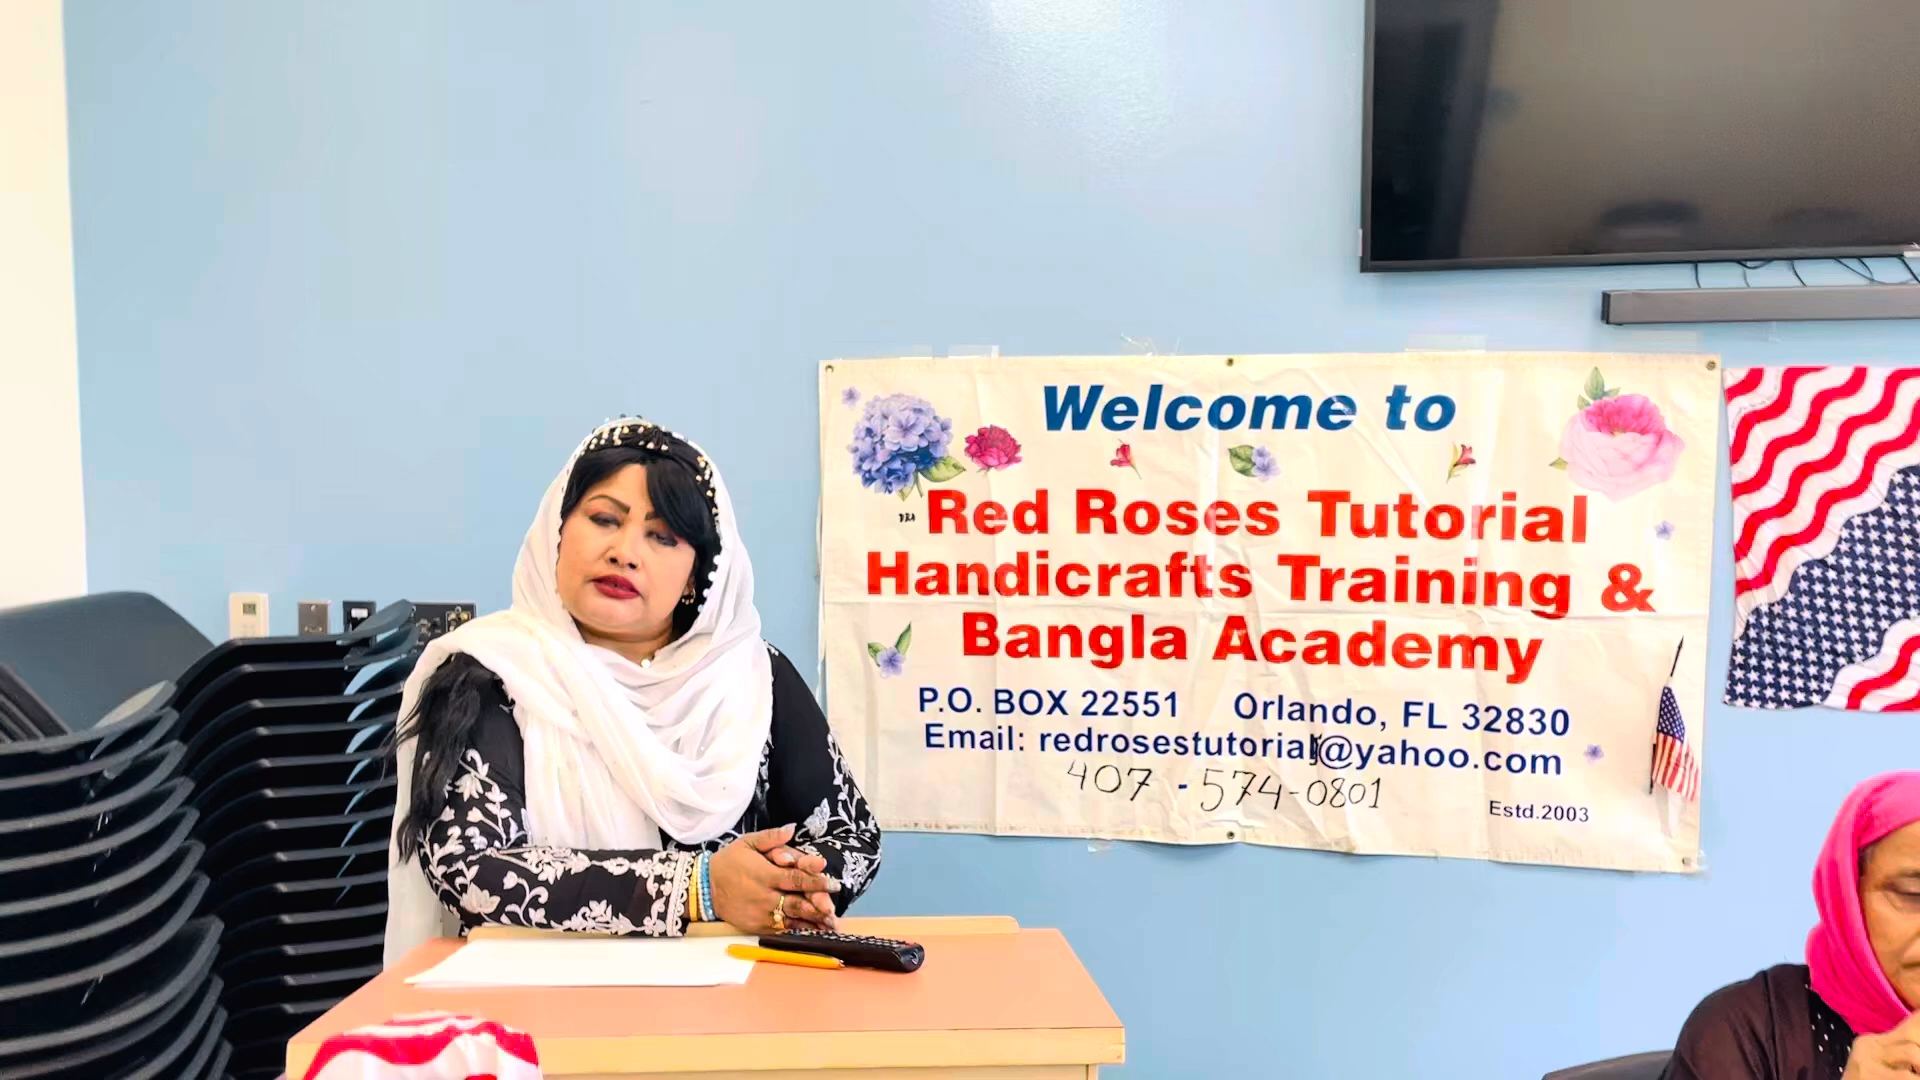 Welcome to
Red Roses Tutorial
Handicrafts Training &
Bangla Academy
P.O. BOX 22551 Orlando, FL 32830
Email: redrosestutorial@yahoo.com
407 - 574-0801
Estd.2003